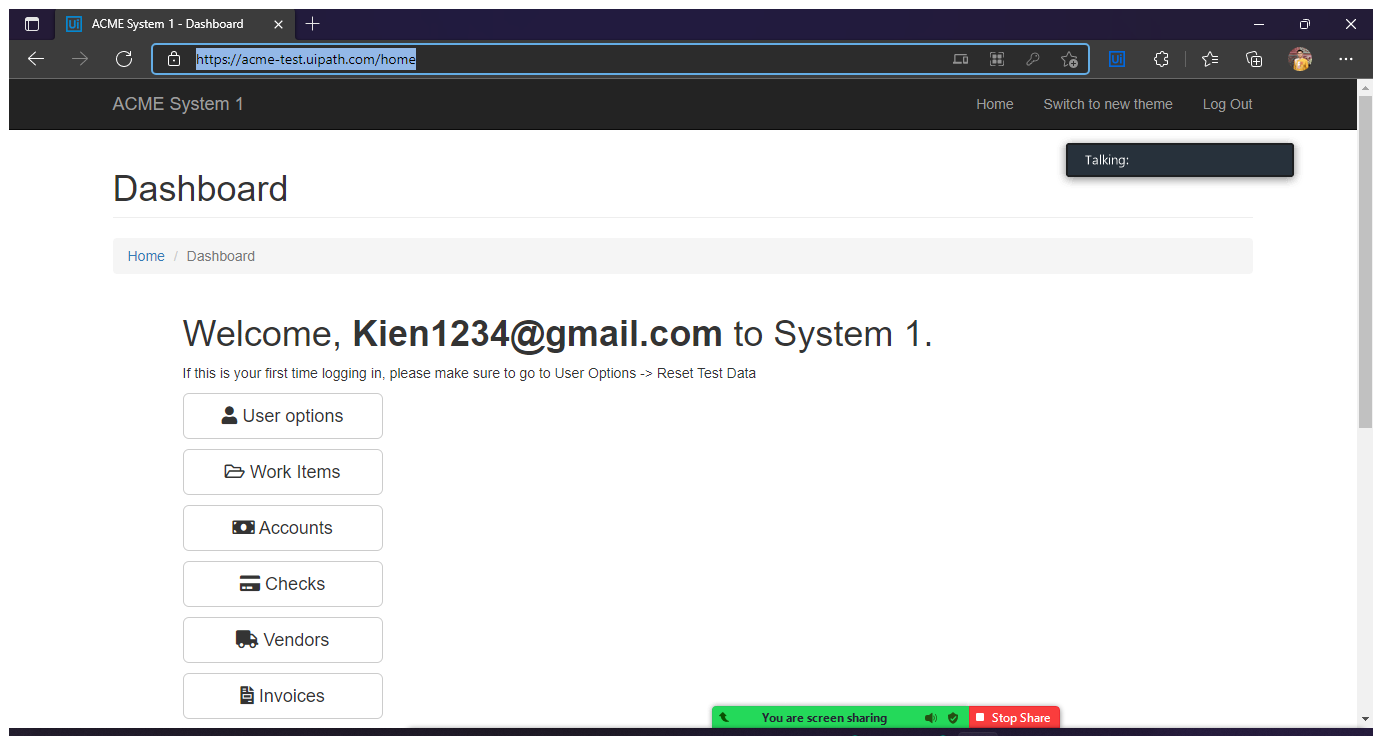 Ui ACME System 1 - Dashboard
https://acme-test.uipath.com/home
Ui
ACME System 1 Home Switch to new theme Log Out
Talking:
Dashboard
Home / Dashboard
Welcome, Kien1234@gmail.com to System 1.
If this is your first time logging in, please make sure to go to User Options -> Reset Test Data
User options
Work Items
Accounts
Checks
Vendors
Invoices
You are screen sharing Stop Share